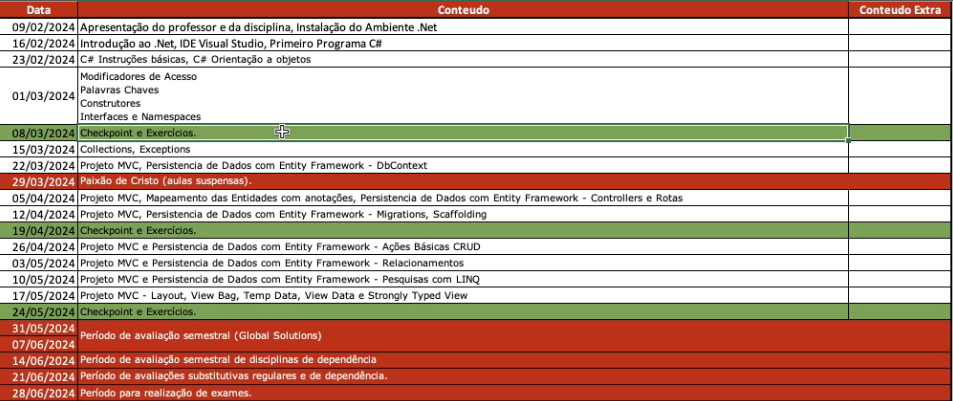 Data Conteudo Conteudo Extra
09/02/2024 Apresentação do professor e da disciplina, Instalação do Ambiente .Net
16/02/2024 Introdução ao .Net, IDE Visual Studio, Primeiro Programa C#
23/02/2024 C# Instruções básicas, C# Orientação a objetos
01/03/2024 Modificadores de Acesso
Palavras Chaves
Construtores
Interfaces e Namespaces
08/03/2024 Checkpoint e Exercícios.
15/03/2024 Collections, Exceptions
22/03/2024 Projeto MVC, Persistencia de Dados com Entity Framework - DbContext
29/03/2024 Paixão de Cristo (aulas suspensas).
05/04/2024 Projeto MVC, Mapeamento das Entidades com anotações, Persistencia de Dados com Entity Framework - Controllers e Rotas
12/04/2024 Projeto MVC, Persistencia de Dados com Entity Framework - Migrations, Scaffolding
19/04/2024 Checkpoint e Exercícios.
26/04/2024 Projeto MVC e Persistencia de Dados com Entity Framework - Ações Básicas CRUD
03/05/2024 Projeto MVC e Persistencia de Dados com Entity Framework - Relacionamentos
10/05/2024 Projeto MVC e Persistencia de Dados com Entity Framework - Pesquisas com LINQ
17/05/2024 Projeto MVC - Layout, View Bag, Temp Data, View Data e Strongly Typed View
24/05/2024 Checkpoint e Exercícios.
31/05/2024 Período de avaliação semestral (Global Solutions)
07/06/2024
14/06/2024 Período de avaliação semestral de disciplinas de dependência
21/06/2024 Período de avaliações substitutivas regulares e de dependência.
28/06/2024 Período para realização de exames.